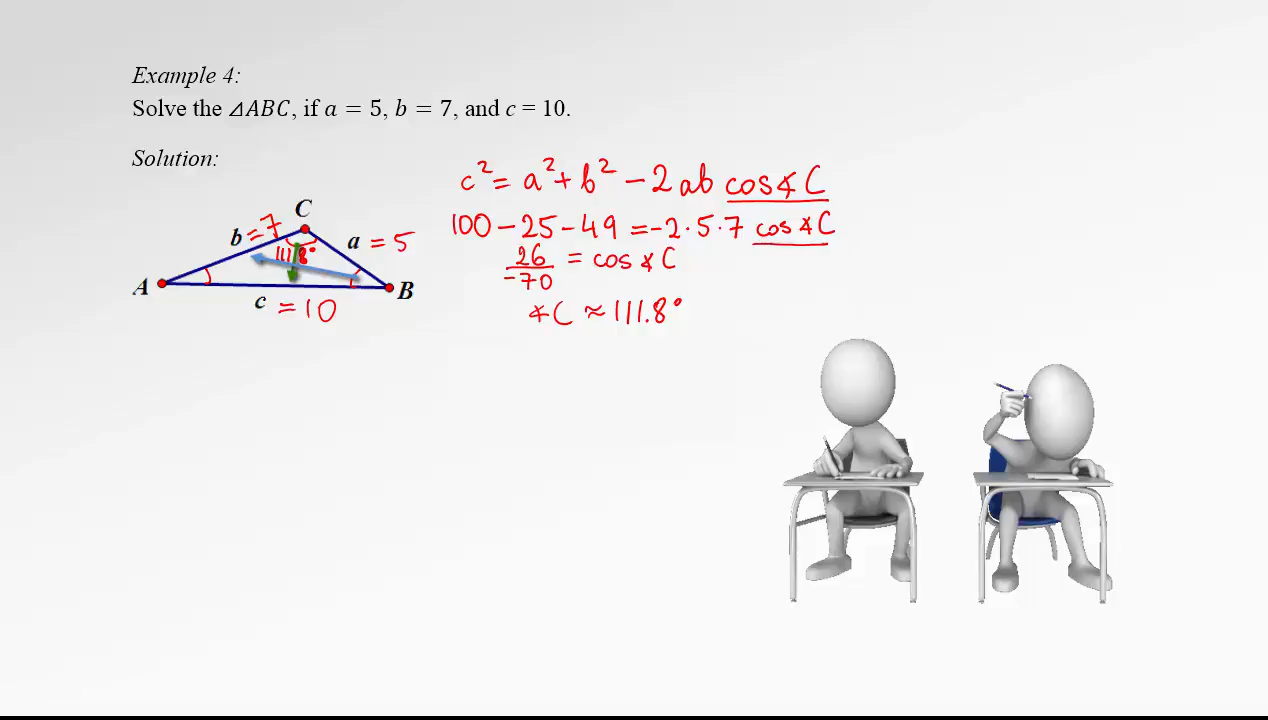 Example 4:
Solve the ⊿ABC, if a = 5, b = 7, and c = 10.
Solution:
c² = a² + b² − 2ab cos∢C
100 − 25 − 49 = −2·5·7 cos∢C
26/−70 = cos∢C
∢C ≈ 111.8°
C
b = 7
a = 5
111.8°
A
B
c = 10